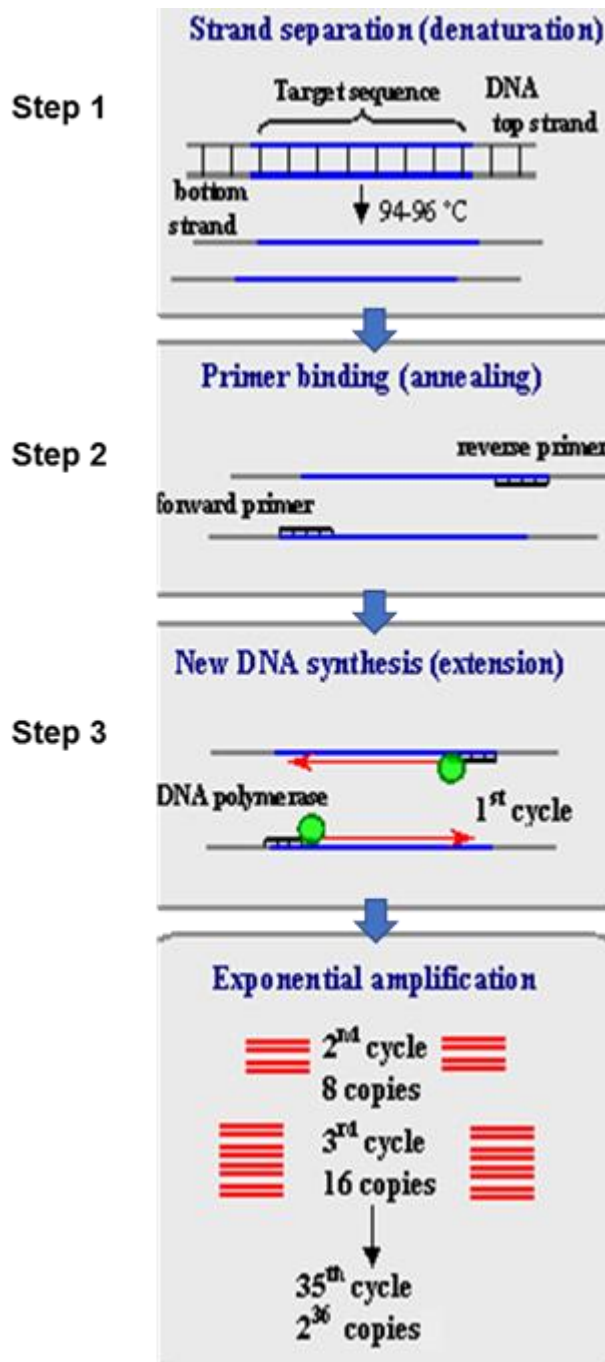 Strand separation (denaturation)
Step 1
Target sequence
DNA
top strand
bottom
strand
94-96 °C
Primer binding (annealing)
Step 2
reverse primer
forward primer
New DNA synthesis (extension)
Step 3
DNA polymerase
1st cycle
Exponential amplification
2nd cycle
8 copies
3rd cycle
16 copies
35th cycle
2^36 copies